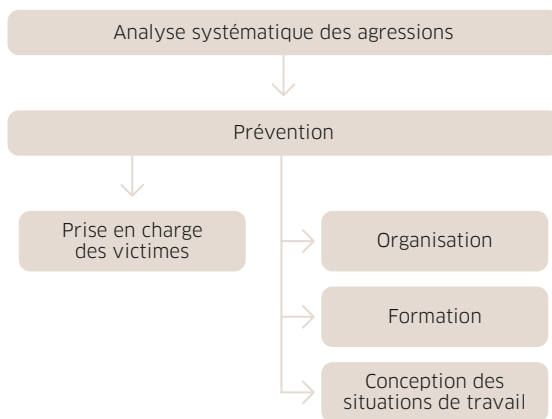 Analyse systématique des agressions
Prévention
Prise en charge
des victimes
Organisation
Formation
Conception des
situations de travail